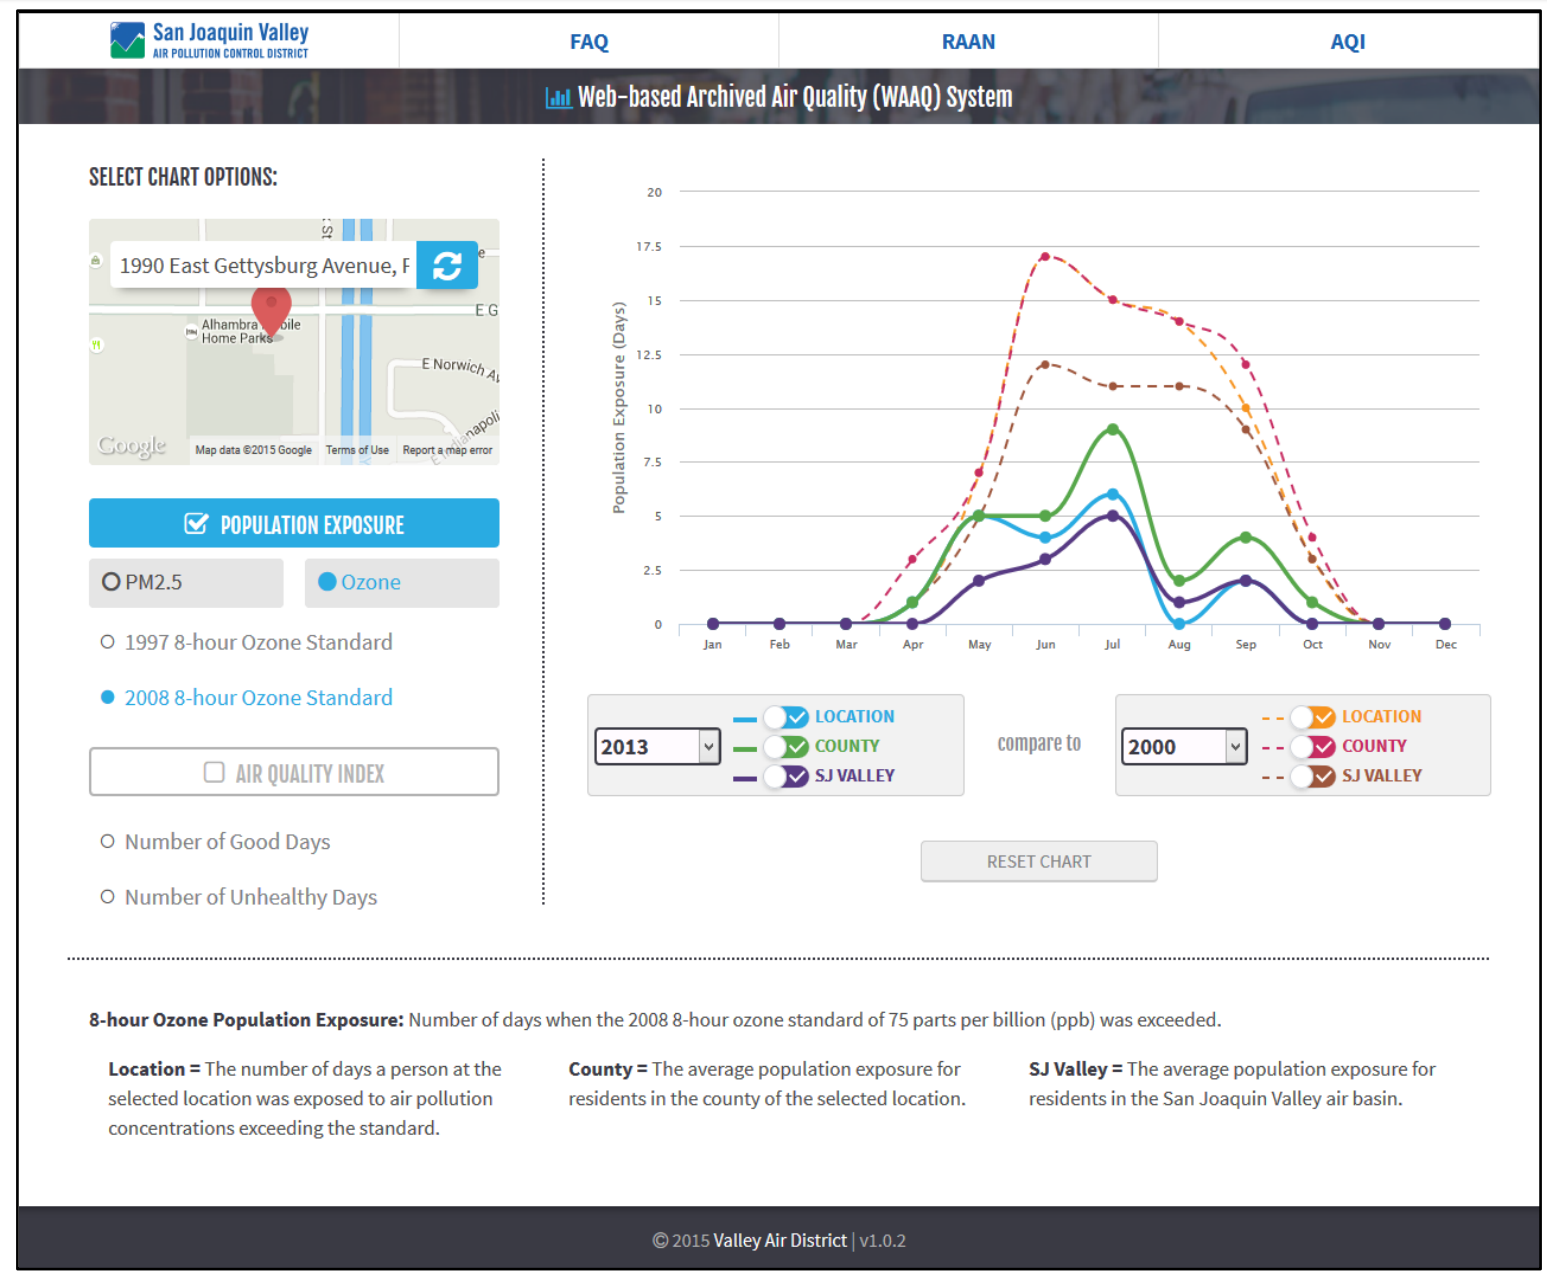 San Joaquin Valley
AIR POLLUTION CONTROL DISTRICT
FAQ
RAAN
AQI
Web-based Archived Air Quality (WAAQ) System
SELECT CHART OPTIONS:
1990 East Gettysburg Avenue, F
E G
Home Parks
E Norwich
Google
Map data ©2015 Google
Terms of Use
Report a map error
POPULATION EXPOSURE
PM2.5
Ozone
1997 8-hour Ozone Standard
2008 8-hour Ozone Standard
AIR QUALITY INDEX
Number of Good Days
Number of Unhealthy Days
Population Exposure (Days)
20
17.5
15
12.5
10
7.5
5
2.5
0
Jan Feb Mar Apr May Jun Jul Aug Sep Oct Nov Dec
2013
LOCATION
COUNTY
SJ VALLEY
compare to
2000
LOCATION
COUNTY
SJ VALLEY
RESET CHART
8-hour Ozone Population Exposure: Number of days when the 2008 8-hour ozone standard of 75 parts per billion (ppb) was exceeded.
Location = The number of days a person at the
selected location was exposed to air pollution
concentrations exceeding the standard.
County = The average population exposure for
residents in the county of the selected location.
SJ Valley = The average population exposure for
residents in the San Joaquin Valley air basin.
© 2015 Valley Air District | v1.0.2